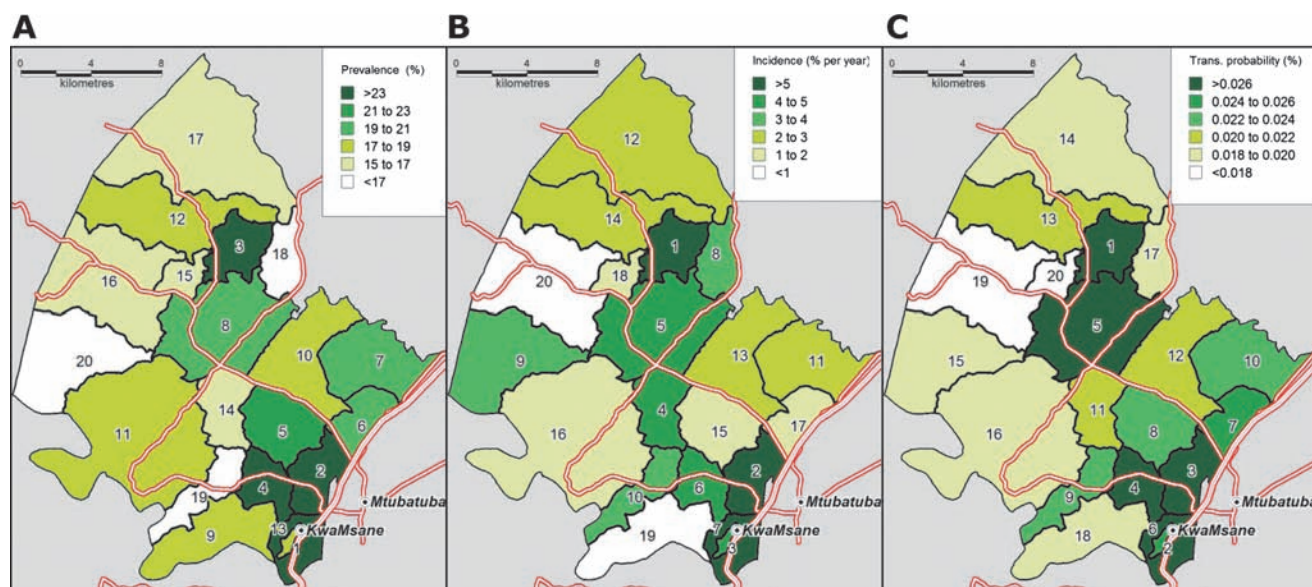 A
0 4 8
kilometres
Prevalence (%)
>23
21 to 23
19 to 21
17 to 19
15 to 17
<17
17
12
3
18
15
16
8
20
10
7
14
6
11
5
2
4
19
Mtubatuba
13
KwaMsane
9
1
B
0 4 8
kilometres
Incidence (% per year)
>5
4 to 5
3 to 4
2 to 3
1 to 2
<1
12
14
1
8
18
20
5
13
11
9
4
17
15
16
2
6
10
Mtubatuba
7
KwaMsane
19
3
C
0 4 8
kilometres
Trans. probability (%)
>0.026
0.024 to 0.026
0.022 to 0.024
0.020 to 0.022
0.018 to 0.020
<0.018
14
13
1
17
20
19
5
12
10
15
11
7
8
16
3
4
9
Mtubatuba
6
KwaMsane
18
2